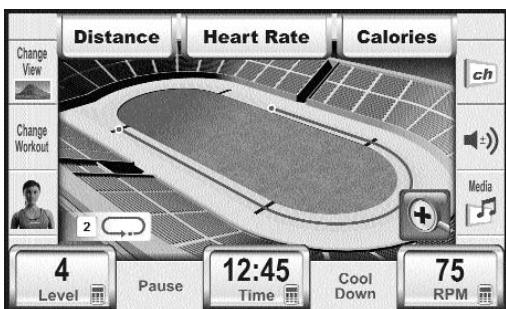 Distance
Heart Rate
Calories
Change
View
Change
Workout
ch
±
Media
2
4
Level
Pause
12:45
Time
Cool
Down
75
RPM